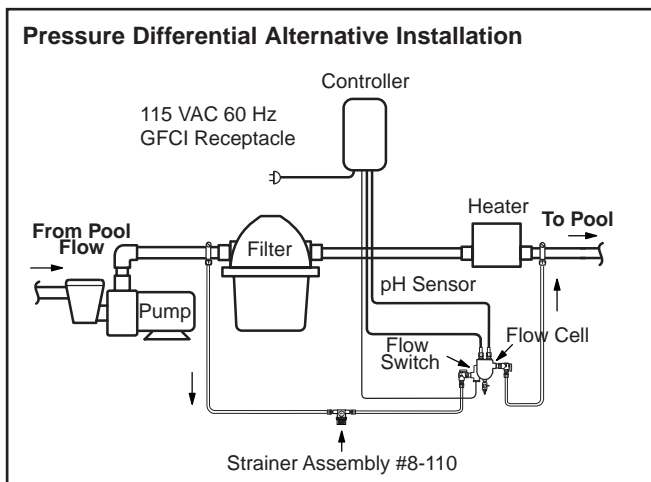 Pressure Differential Alternative Installation
Controller
115 VAC 60 Hz
GFCI Receptacle
Heater
To Pool
From Pool
Flow
Filter
pH Sensor
Pump
Flow Cell
Flow
Switch
Strainer Assembly #8-110